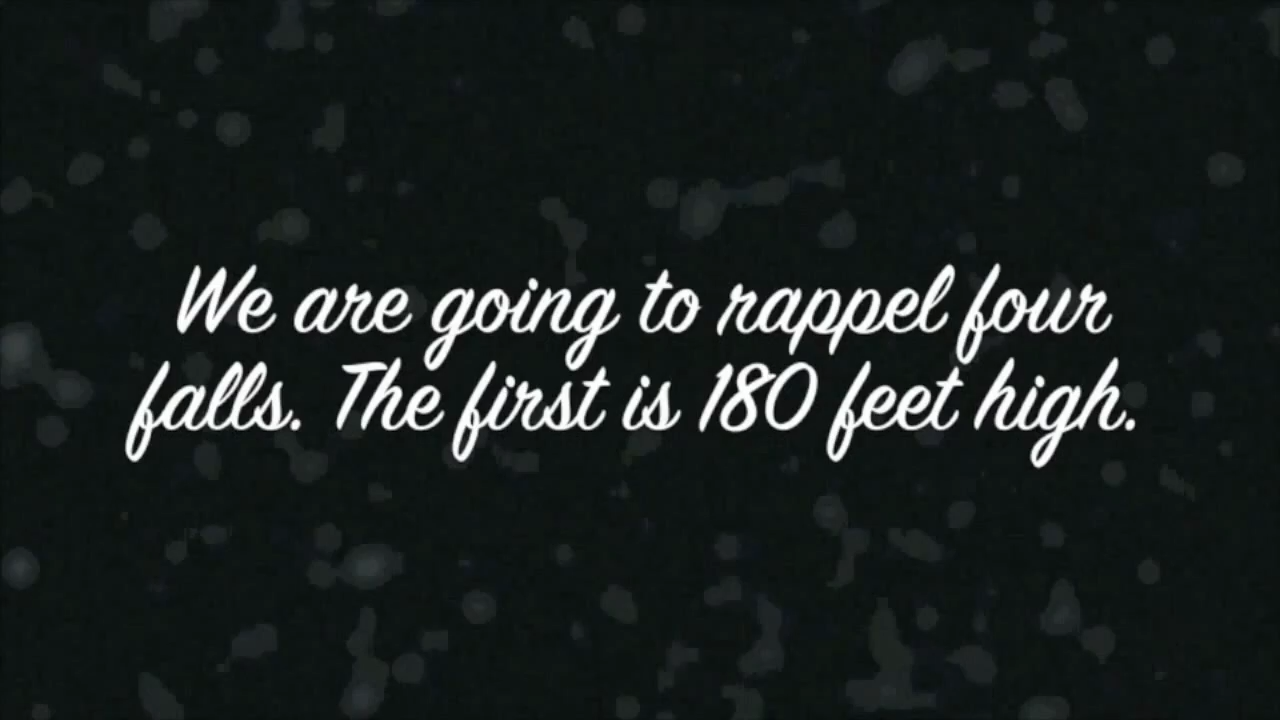 We are going to rappel four
falls. The first is 180 feet high.